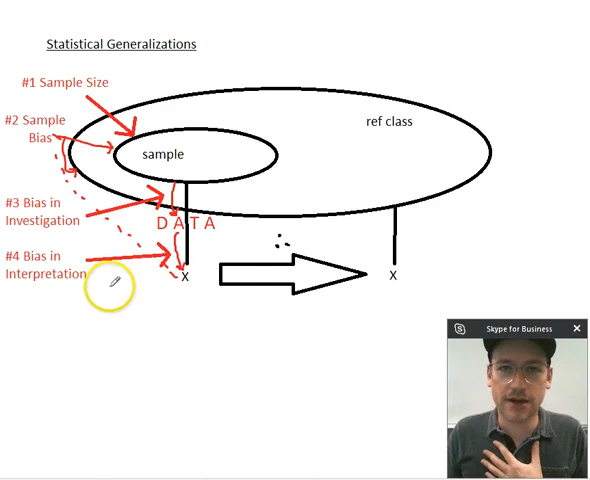 Statistical Generalizations
#1 Sample Size
#2 Sample
Bias
ref class
sample
#3 Bias in
Investigation
D A T A
#4 Bias in
Interpretation
X
X
Skype for Business